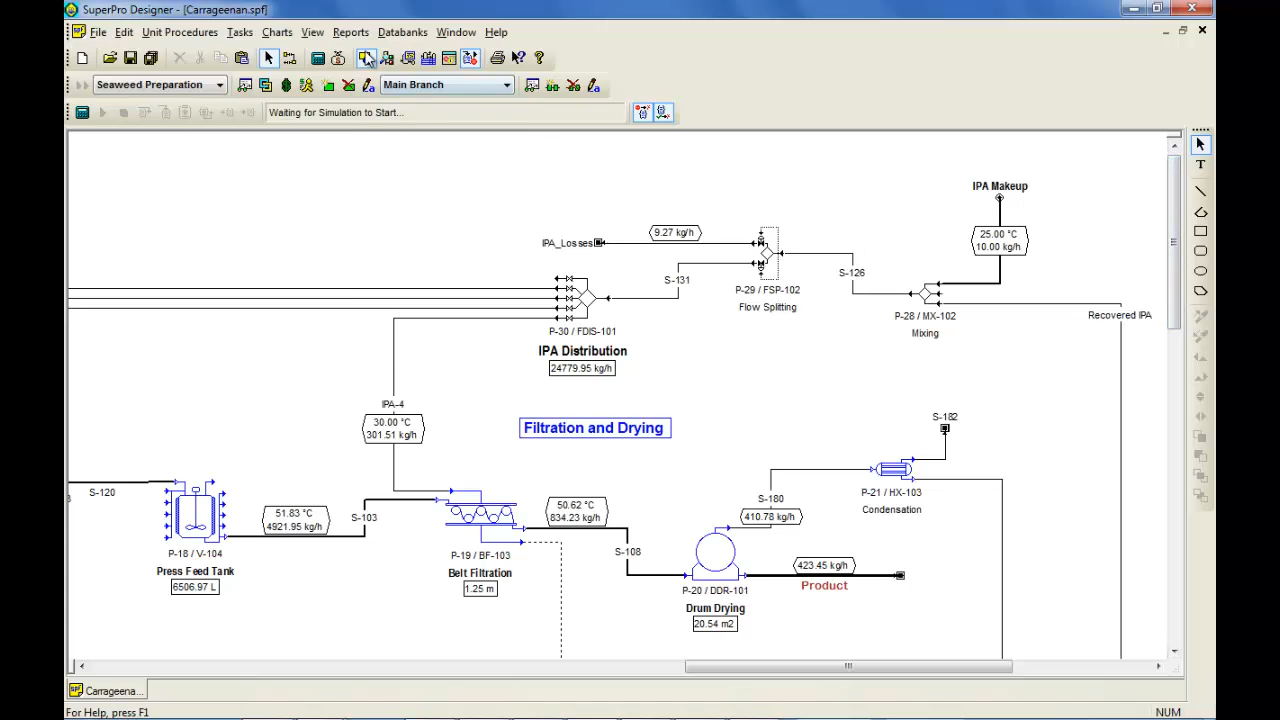 SuperPro Designer - [Carrageenan.spf]
File Edit Unit Procedures Tasks Charts View Reports Databanks Window Help
Seaweed Preparation Main Branch
Waiting for Simulation to Start...
IPA Makeup
25.00 °C
10.00 kg/h
9.27 kg/h
IPA_Losses
S-131
S-126
P-29 / FSP-102
Flow Splitting
P-28 / MX-102
Mixing
Recovered IPA
P-30 / FDIS-101
IPA Distribution
24779.95 kg/h
IPA-4
30.00 °C
301.51 kg/h
Filtration and Drying
S-182
P-21 / HX-103
Condensation
S-120
51.83 °C
4921.95 kg/h
S-103
50.62 °C
834.23 kg/h
S-180
410.78 kg/h
P-18 / V-104
Press Feed Tank
6506.97 L
P-19 / BF-103
Belt Filtration
1.25 m
S-108
423.45 kg/h
Product
P-20 / DDR-101
Drum Drying
20.54 m2
Carrageena...
For Help, press F1
NUM